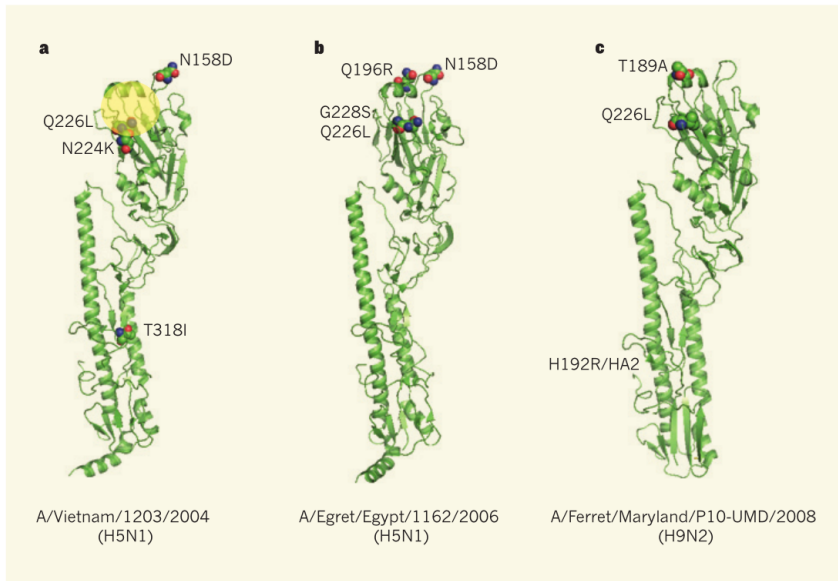 a
N158D
Q226L
N224K
T318I
A/Vietnam/1203/2004
(H5N1)
b
Q196R
N158D
G228S
Q226L
A/Egret/Egypt/1162/2006
(H5N1)
c
T189A
Q226L
H192R/HA2
A/Ferret/Maryland/P10-UMD/2008
(H9N2)